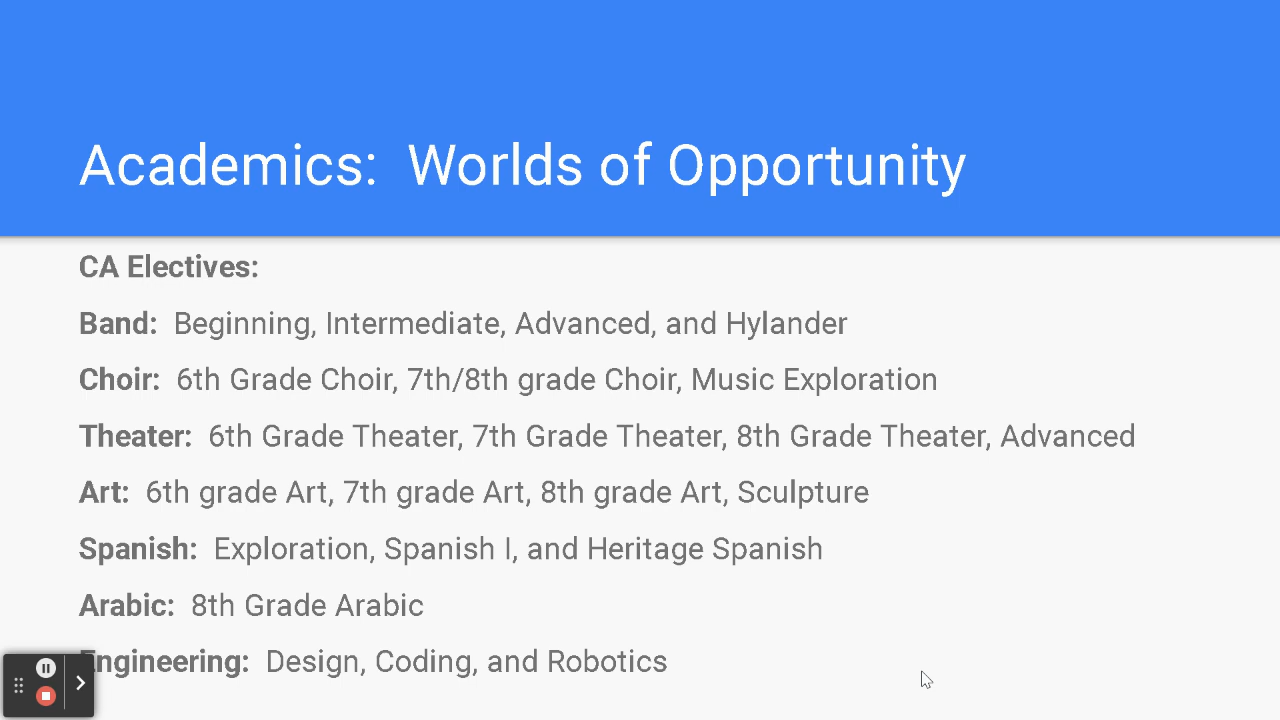 Academics:  Worlds of Opportunity
CA Electives:
Band:  Beginning, Intermediate, Advanced, and Hylander
Choir:  6th Grade Choir, 7th/8th grade Choir, Music Exploration
Theater:  6th Grade Theater, 7th Grade Theater, 8th Grade Theater, Advanced
Art:  6th grade Art, 7th grade Art, 8th grade Art, Sculpture
Spanish:  Exploration, Spanish I, and Heritage Spanish
Arabic:  8th Grade Arabic
Engineering:  Design, Coding, and Robotics